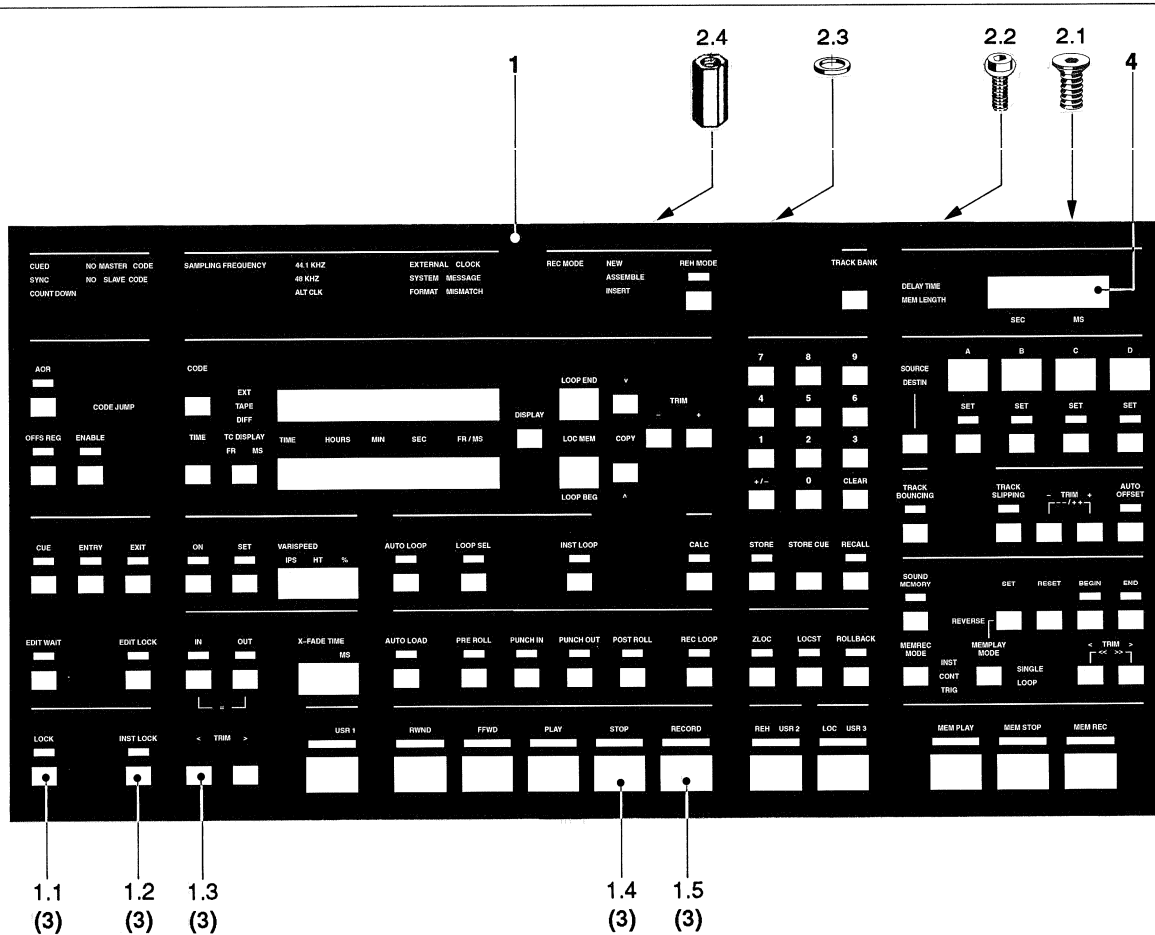 2.4 2.3 2.2 2.1
1 4
CUED NO MASTER CODE SAMPLING FREQUENCY 44.1 KHZ EXTERNAL CLOCK REC MODE NEW REH MODE TRACK BANK
SYNC NO SLAVE CODE 48 KHZ SYSTEM MESSAGE ASSEMBLE
COUNT DOWN ALT CLK FORMAT MISMATCH INSERT
DELAY TIME
MEM LENGTH
SEC MS
AOR CODE LOOP END v 7 8 9 SOURCE A B C D
DESTIN
EXT
CODE JUMP TAPE DISPLAY TRIM 4 5 6 SET SET SET SET
DIFF - +
OFFS REG ENABLE TIME TC DISPLAY TIME HOURS MIN SEC FR / MS LOC MEM COPY 1 2 3
FR MS
LOOP BEG ^ +/- 0 CLEAR
TRACK BOUNCING TRACK SLIPPING - TRIM + AUTO OFFSET
- - - / + +
CUE ENTRY EXIT ON SET VARISPEED AUTO LOOP LOOP SEL INST LOOP CALC STORE STORE CUE RECALL
IPS HT %
SOUND MEMORY SET RESET BEGIN END
REVERSE
EDIT WAIT EDIT LOCK IN OUT X-FADE TIME AUTO LOAD PRE ROLL PUNCH IN PUNCH OUT POST ROLL REC LOOP ZLOC LOCST ROLLBACK
MS
MEMREC MODE MEMPLAY MODE < TRIM >
<< >>
INST SINGLE
CONT LOOP
TRIG
=
LOCK INST LOCK < TRIM > USR 1 RWND FFWD PLAY STOP RECORD REH USR 2 LOC USR 3 MEM PLAY MEM STOP MEM REC
1.1 1.2 1.3 1.4 1.5
(3) (3) (3) (3) (3)